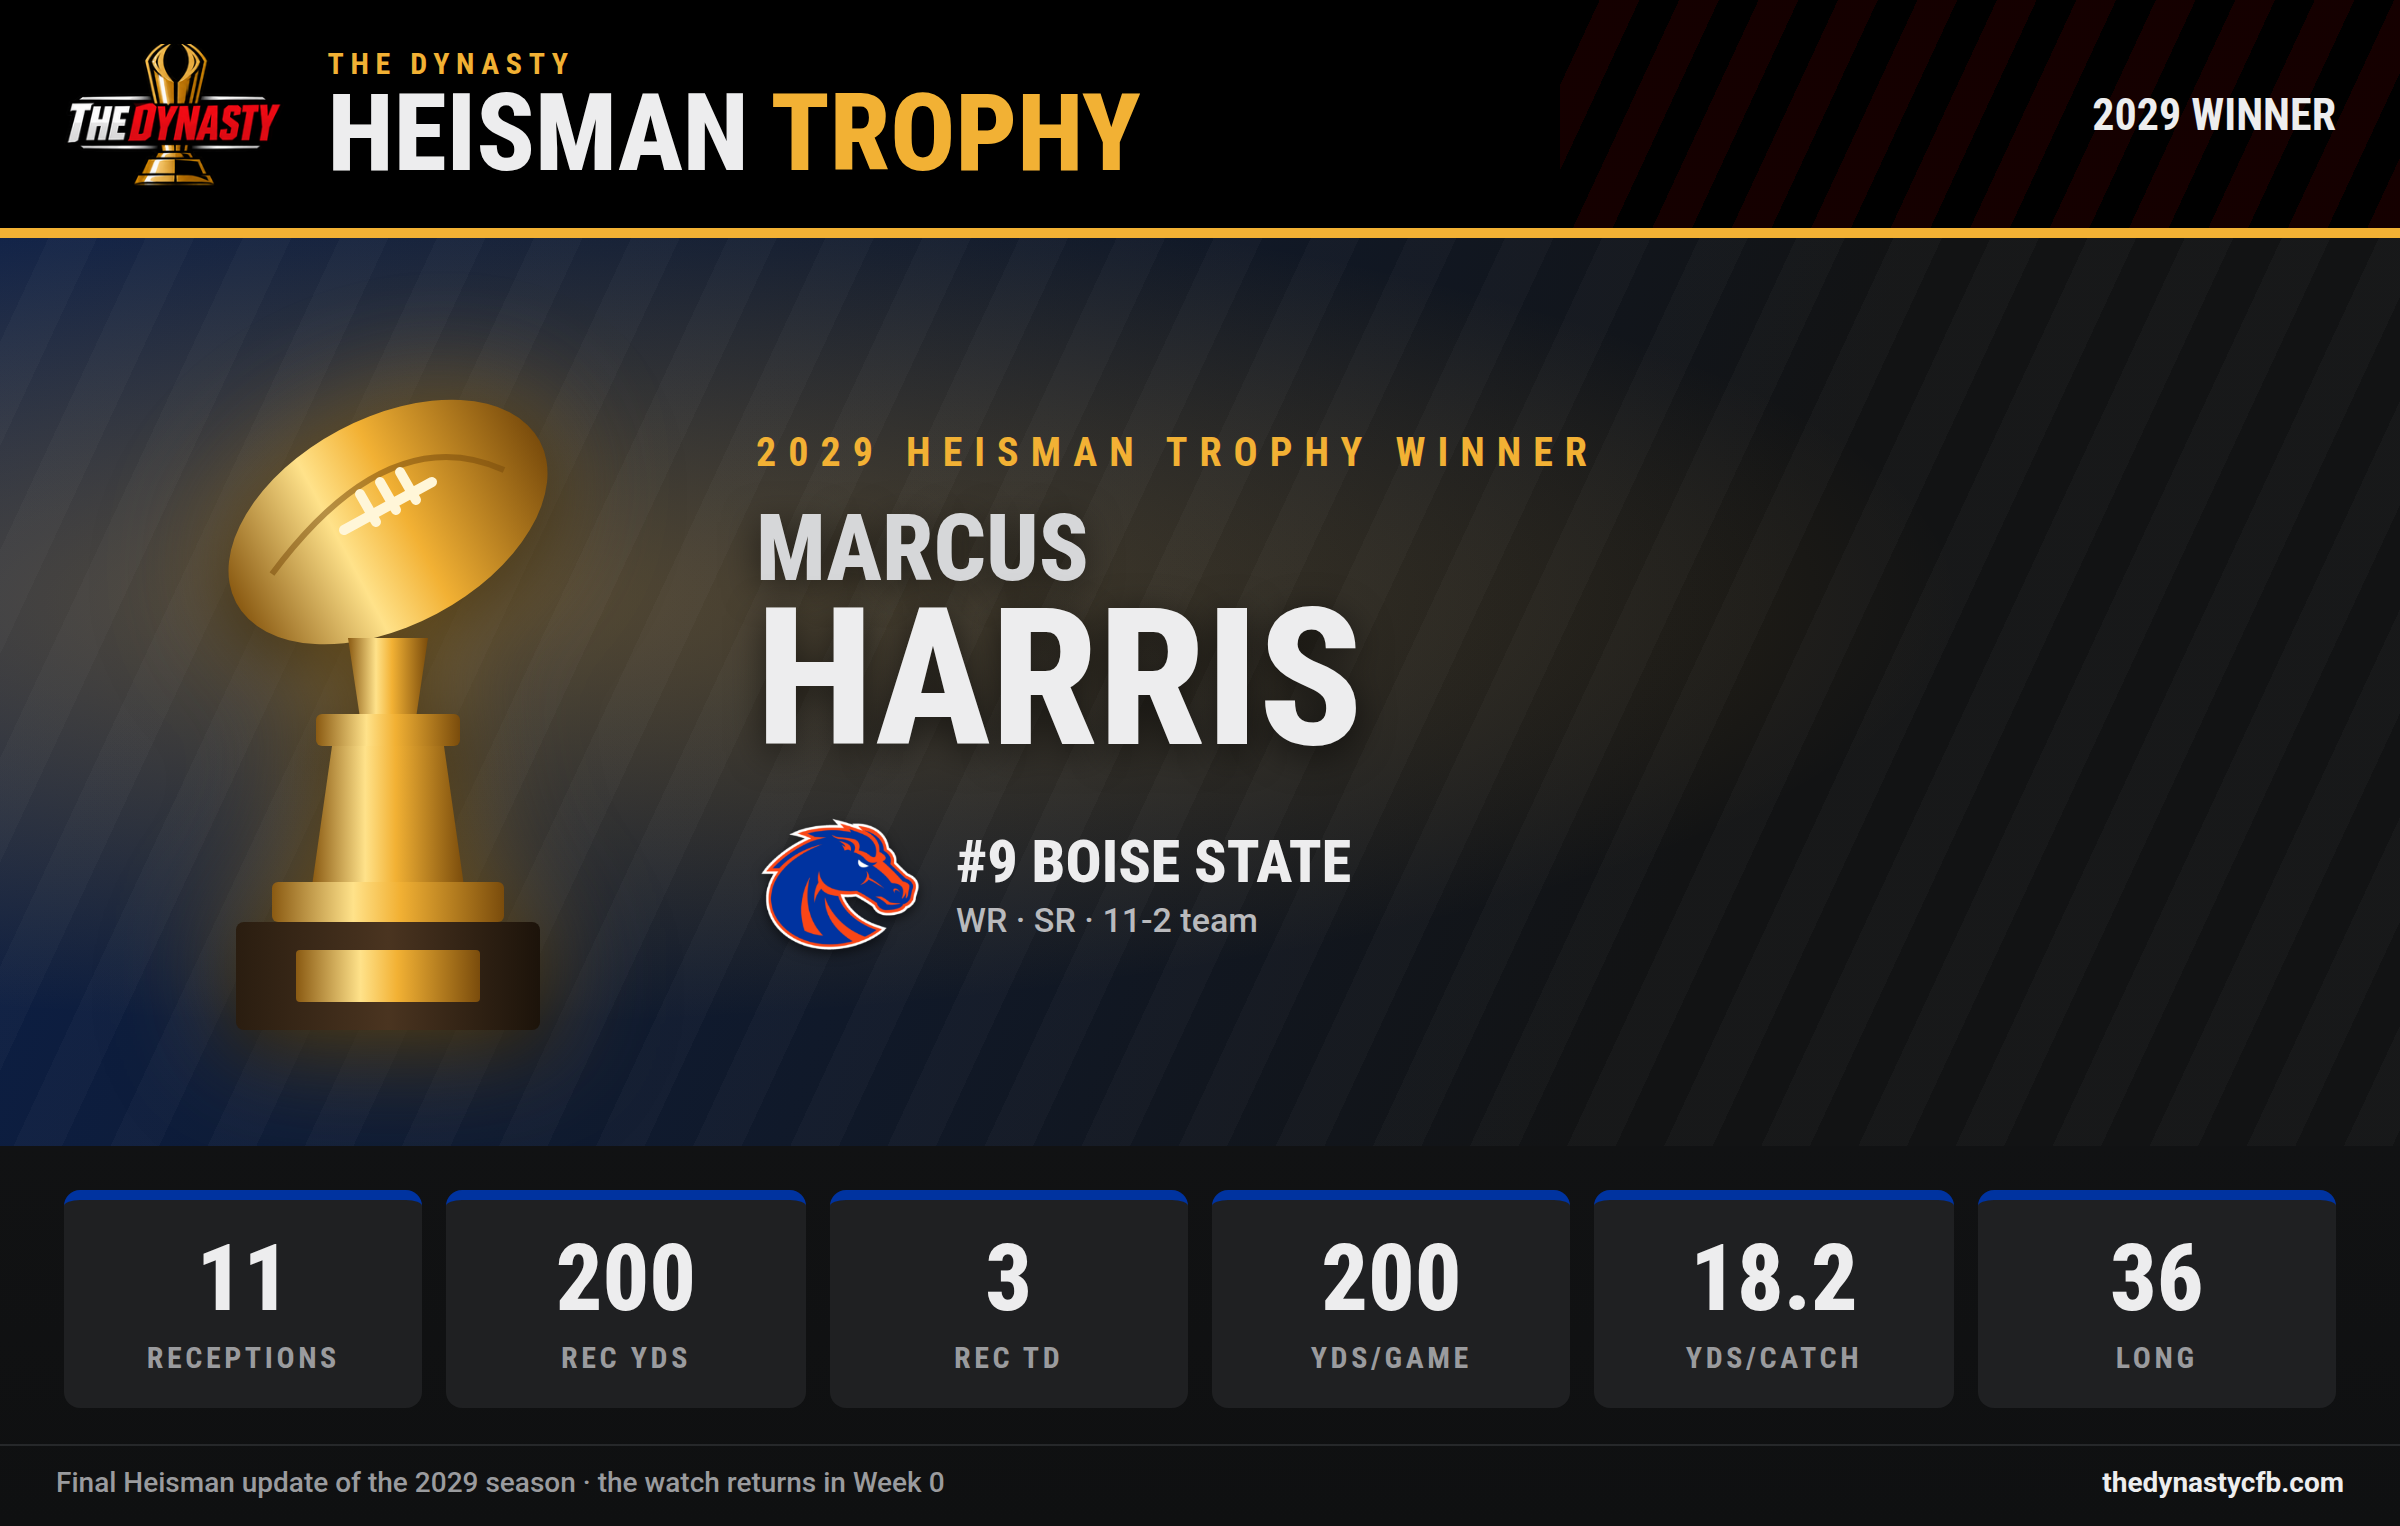 THE DYNASTY
THE DYNASTY
HEISMAN TROPHY
2029 WINNER
2029 HEISMAN TROPHY WINNER
MARCUS
HARRIS
#9 BOISE STATE
WR · SR · 11-2 team
11
RECEPTIONS
200
REC YDS
3
REC TD
200
YDS/GAME
18.2
YDS/CATCH
36
LONG
Final Heisman update of the 2029 season · the watch returns in Week 0
thedynastycfb.com